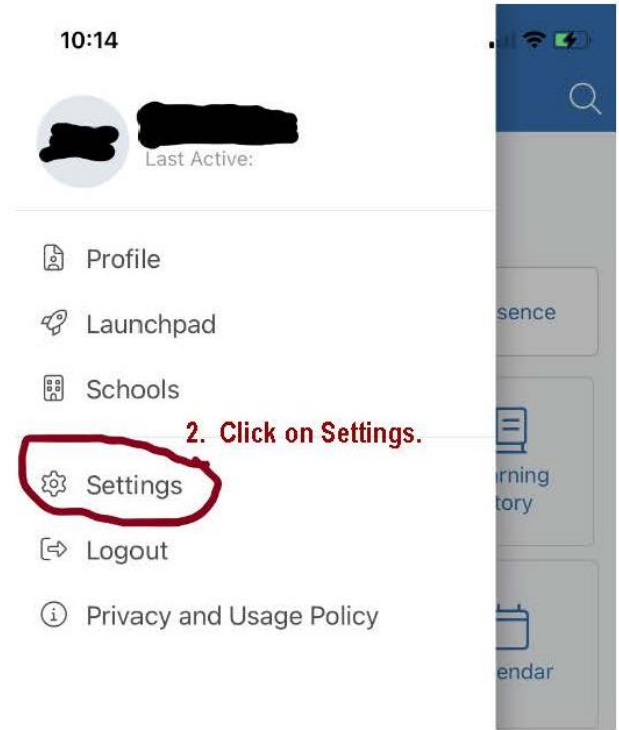 10:14
Last Active:
Profile
Launchpad
sence
Schools
2. Click on Settings.
rning
tory
Settings
Logout
Privacy and Usage Policy
endar